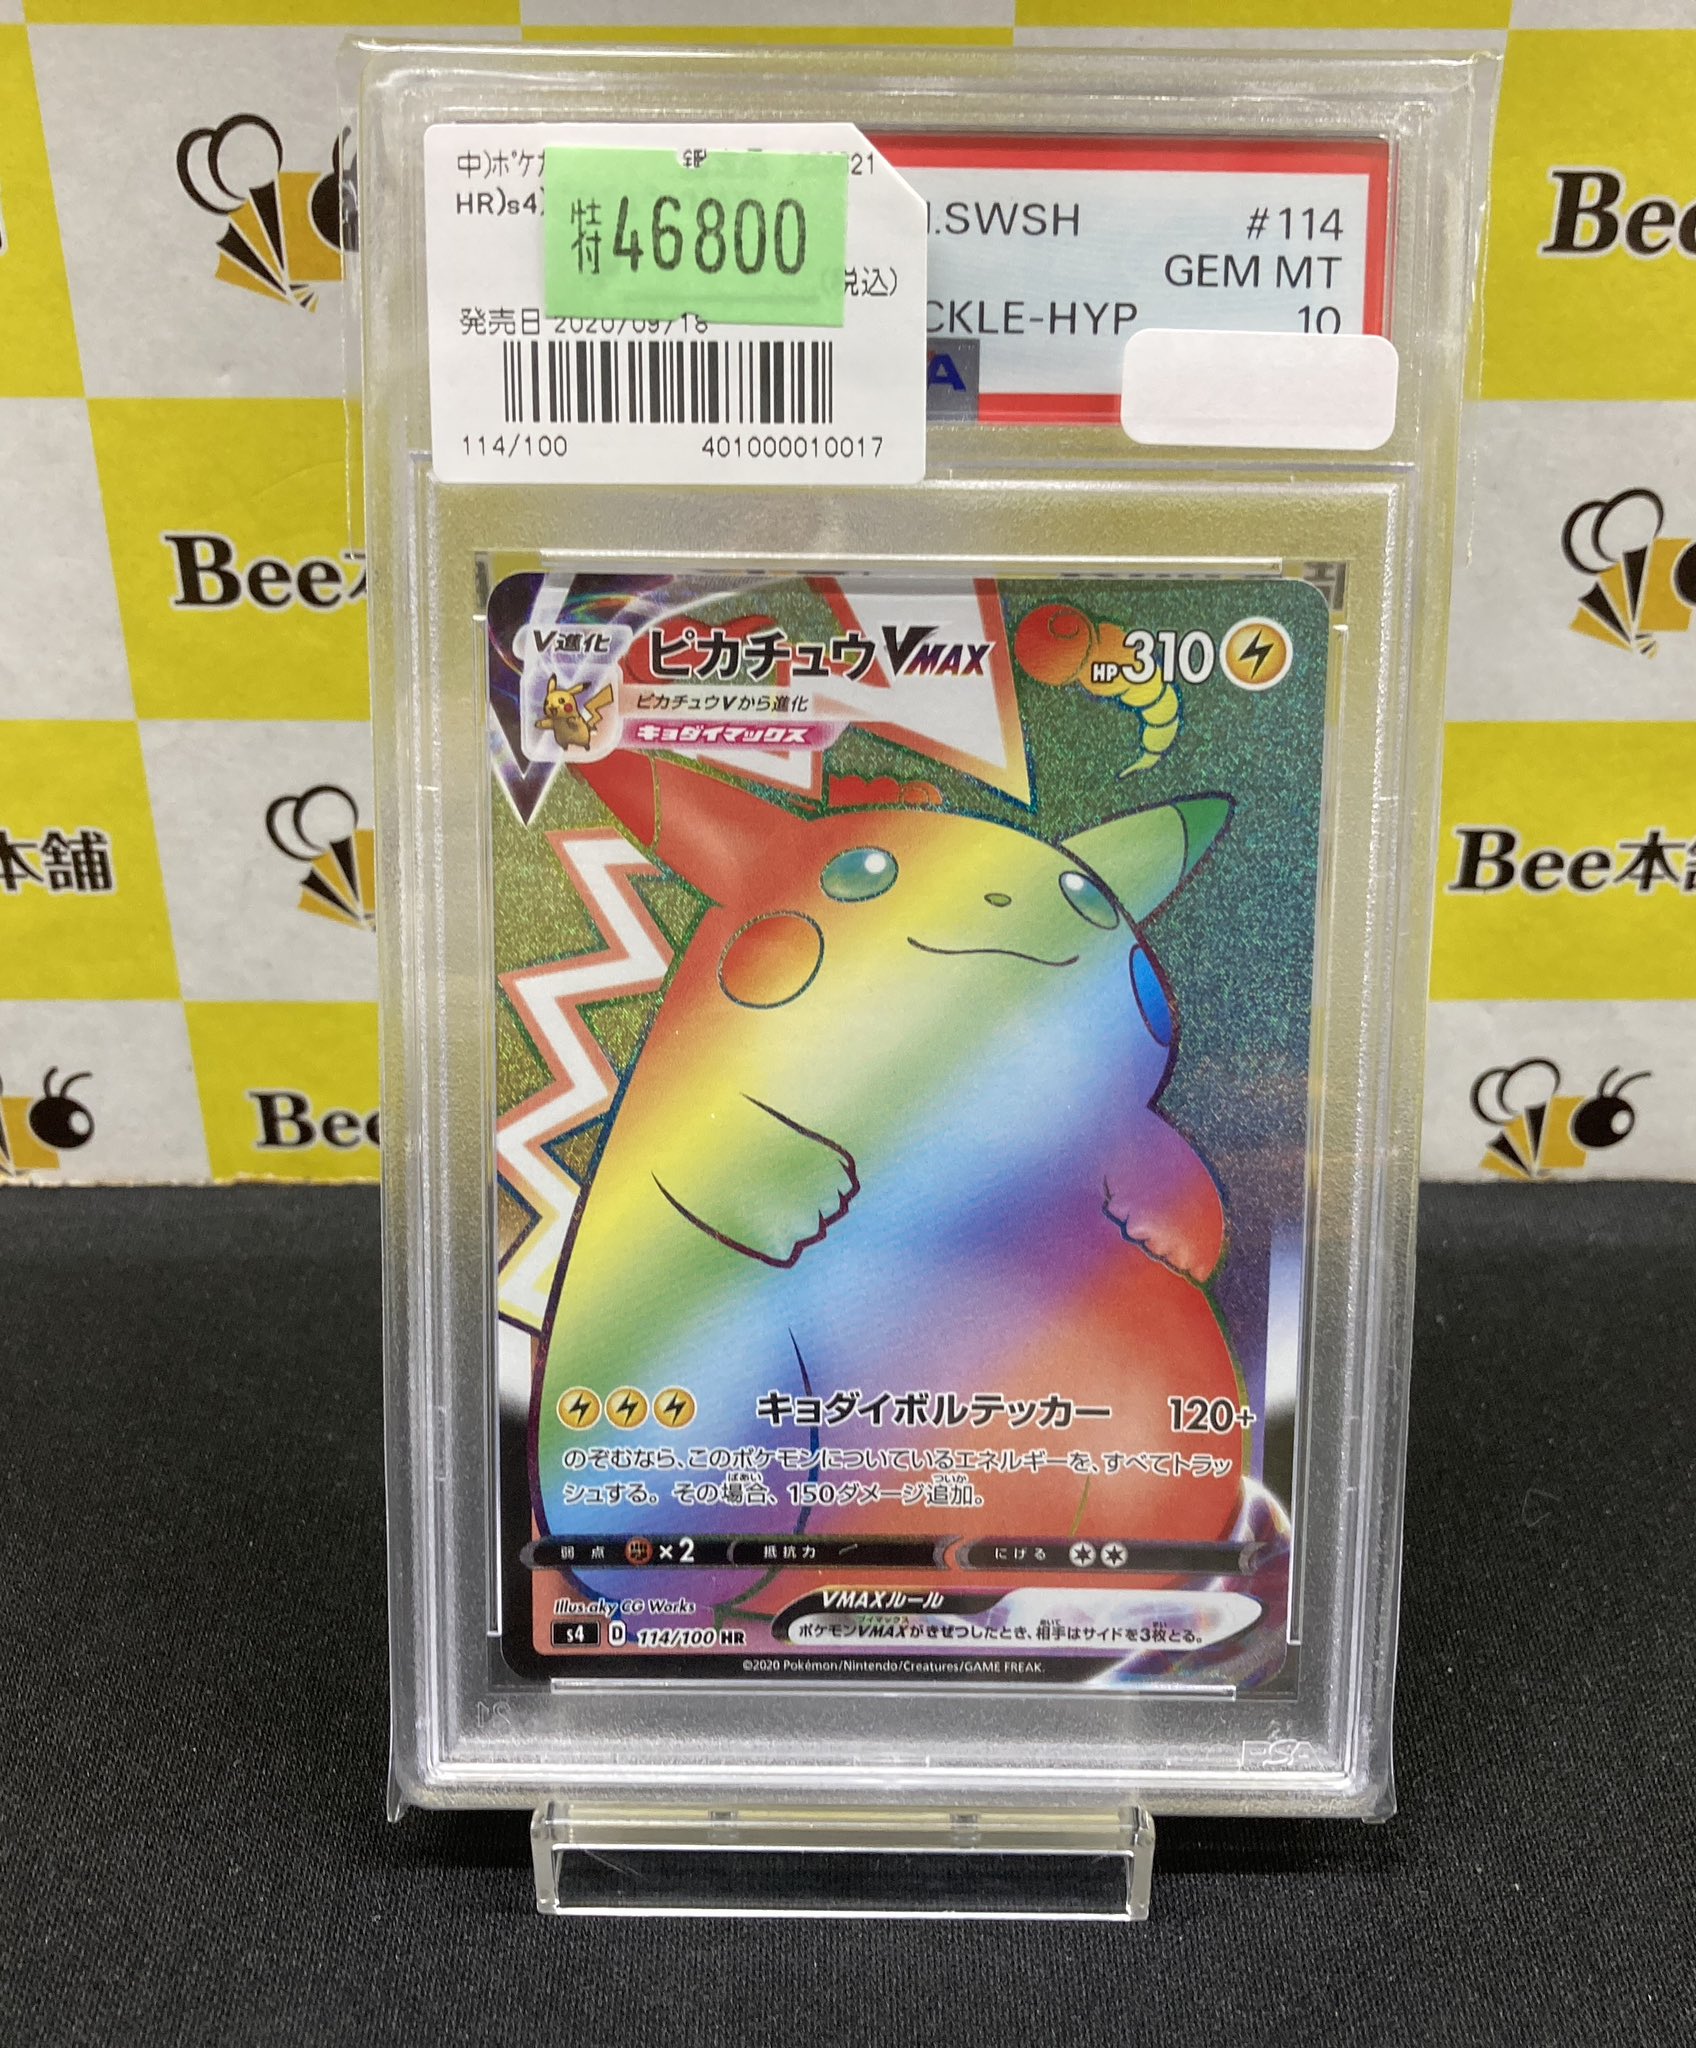 中)ポケカ
HR)s4)
特付 46800
(税込)
発売日 2020/09/18
114/100 401000010017
.SWSH #114
GEM MT
CKLE-HYP 10
Bee本舗
Bee
Bee本
Bee
本舗
Bee本舗
Bee
V進化 ピカチュウVMAX HP310
ピカチュウVから進化
キョダイマックス
キョダイボルテッカー 120+
のぞむなら、このポケモンについているエネルギーを、すべてトラッ
シュする。その場合、150ダメージ追加。
弱点 ×2 抵抗力 にげる
Illus. aky CG Works
VMAXルール
s4 D 114/100 HR
ポケモンVMAXがきぜつしたとき、相手はサイドを3枚とる。
©2020 Pokémon/Nintendo/Creatures/GAME FREAK.
PSA